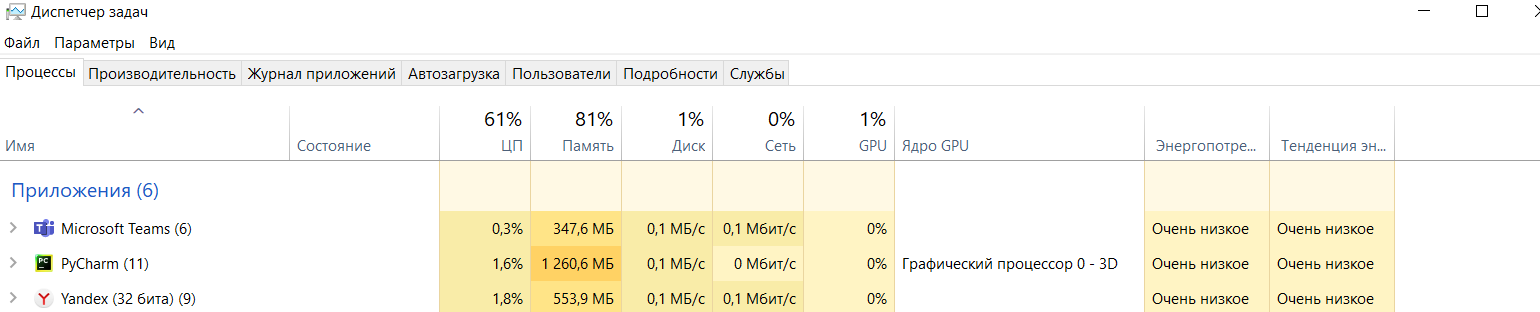 Диспетчер задач
Файл Параметры Вид
Процессы Производительность Журнал приложений Автозагрузка Пользователи Подробности Службы
61% 81% 1% 0% 1%
Имя Состояние ЦП Память Диск Сеть GPU Ядро GPU Энергопотре... Тенденция эн...
Приложения (6)
Microsoft Teams (6) 0,3% 347,6 МБ 0,1 МБ/с 0,1 Мбит/с 0% Очень низкое Очень низкое
PyCharm (11) 1,6% 1 260,6 МБ 0,1 МБ/с 0 Мбит/с 0% Графический процессор 0 - 3D Очень низкое Очень низкое
Yandex (32 бита) (9) 1,8% 553,9 МБ 0,1 МБ/с 0,1 Мбит/с 0% Очень низкое Очень низкое